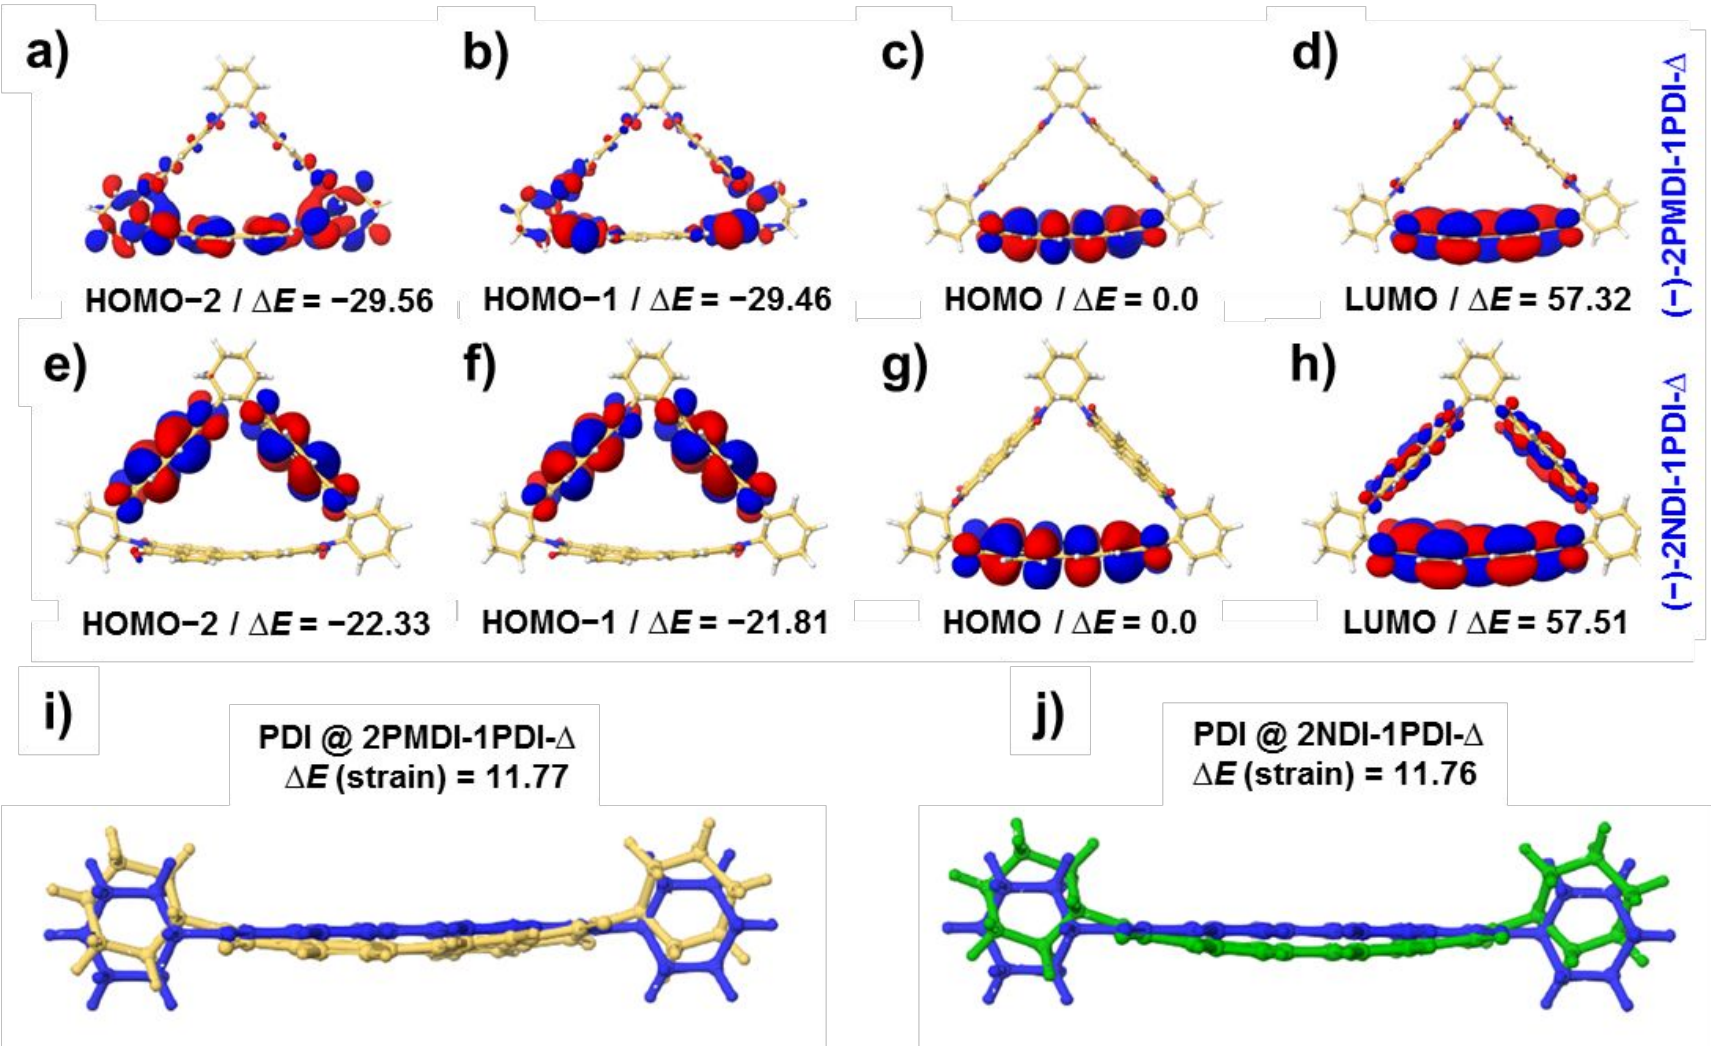 a)
b)
c)
d)
HOMO−2 / ΔE = −29.56
HOMO−1 / ΔE = −29.46
HOMO / ΔE = 0.0
LUMO / ΔE = 57.32
(−)-2PMDI-1PDI-Δ
e)
f)
g)
h)
HOMO−2 / ΔE = −22.33
HOMO−1 / ΔE = −21.81
HOMO / ΔE = 0.0
LUMO / ΔE = 57.51
(−)-2NDI-1PDI-Δ
i)
PDI @ 2PMDI-1PDI-Δ
ΔE (strain) = 11.77
j)
PDI @ 2NDI-1PDI-Δ
ΔE (strain) = 11.76